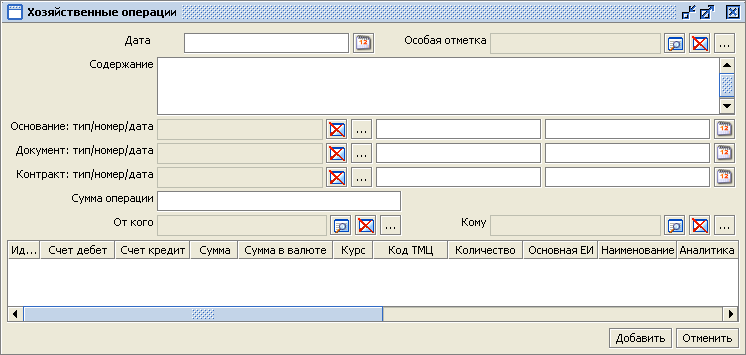 Хозяйственные операции
Дата Особая отметка ...
Содержание
Основание: тип/номер/дата ...
Документ: тип/номер/дата ...
Контракт: тип/номер/дата ...
Сумма операции
От кого ... Кому ...
Ид... Счет дебет Счет кредит Сумма Сумма в валюте Курс Код ТМЦ Количество Основная ЕИ Наименование Аналитика
Добавить Отменить